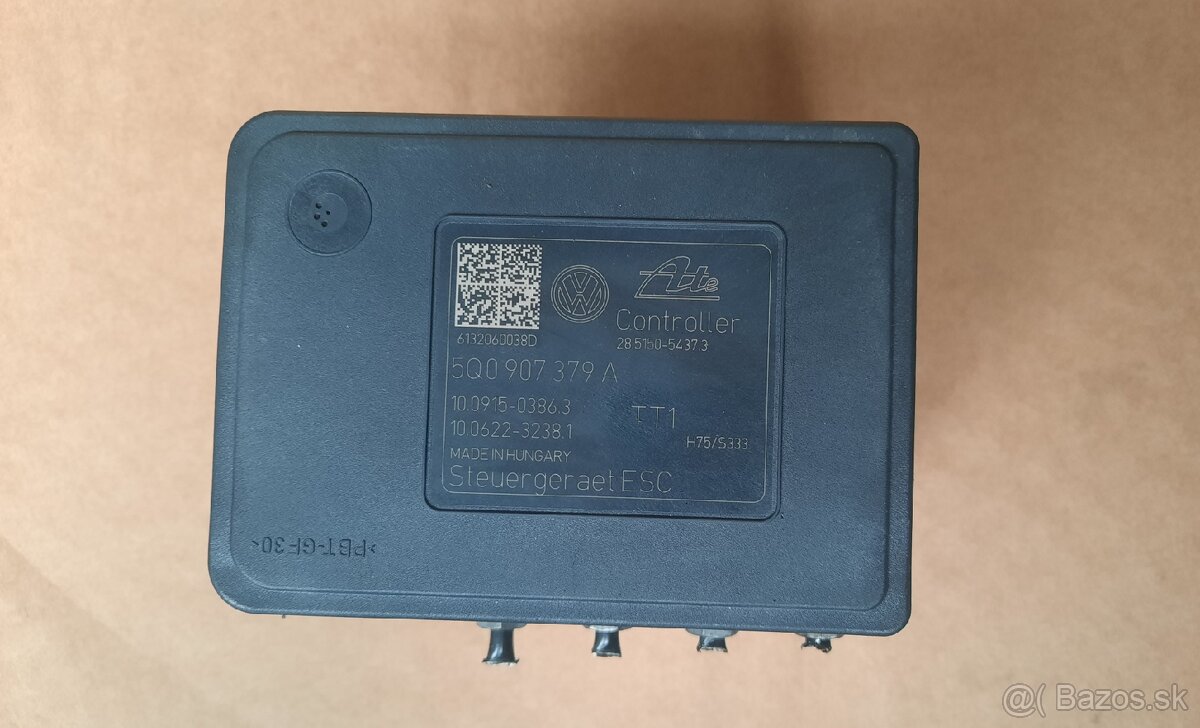 Ate
Controller
6132060038D
28.5150-5437.3
5Q0 907 379 A
10.0915-0386.3
TT1
10.0622-3238.1
H75/S333
MADE IN HUNGARY
Steuergeraet ESC
>PBT-GF30<
@( Bazos.sk